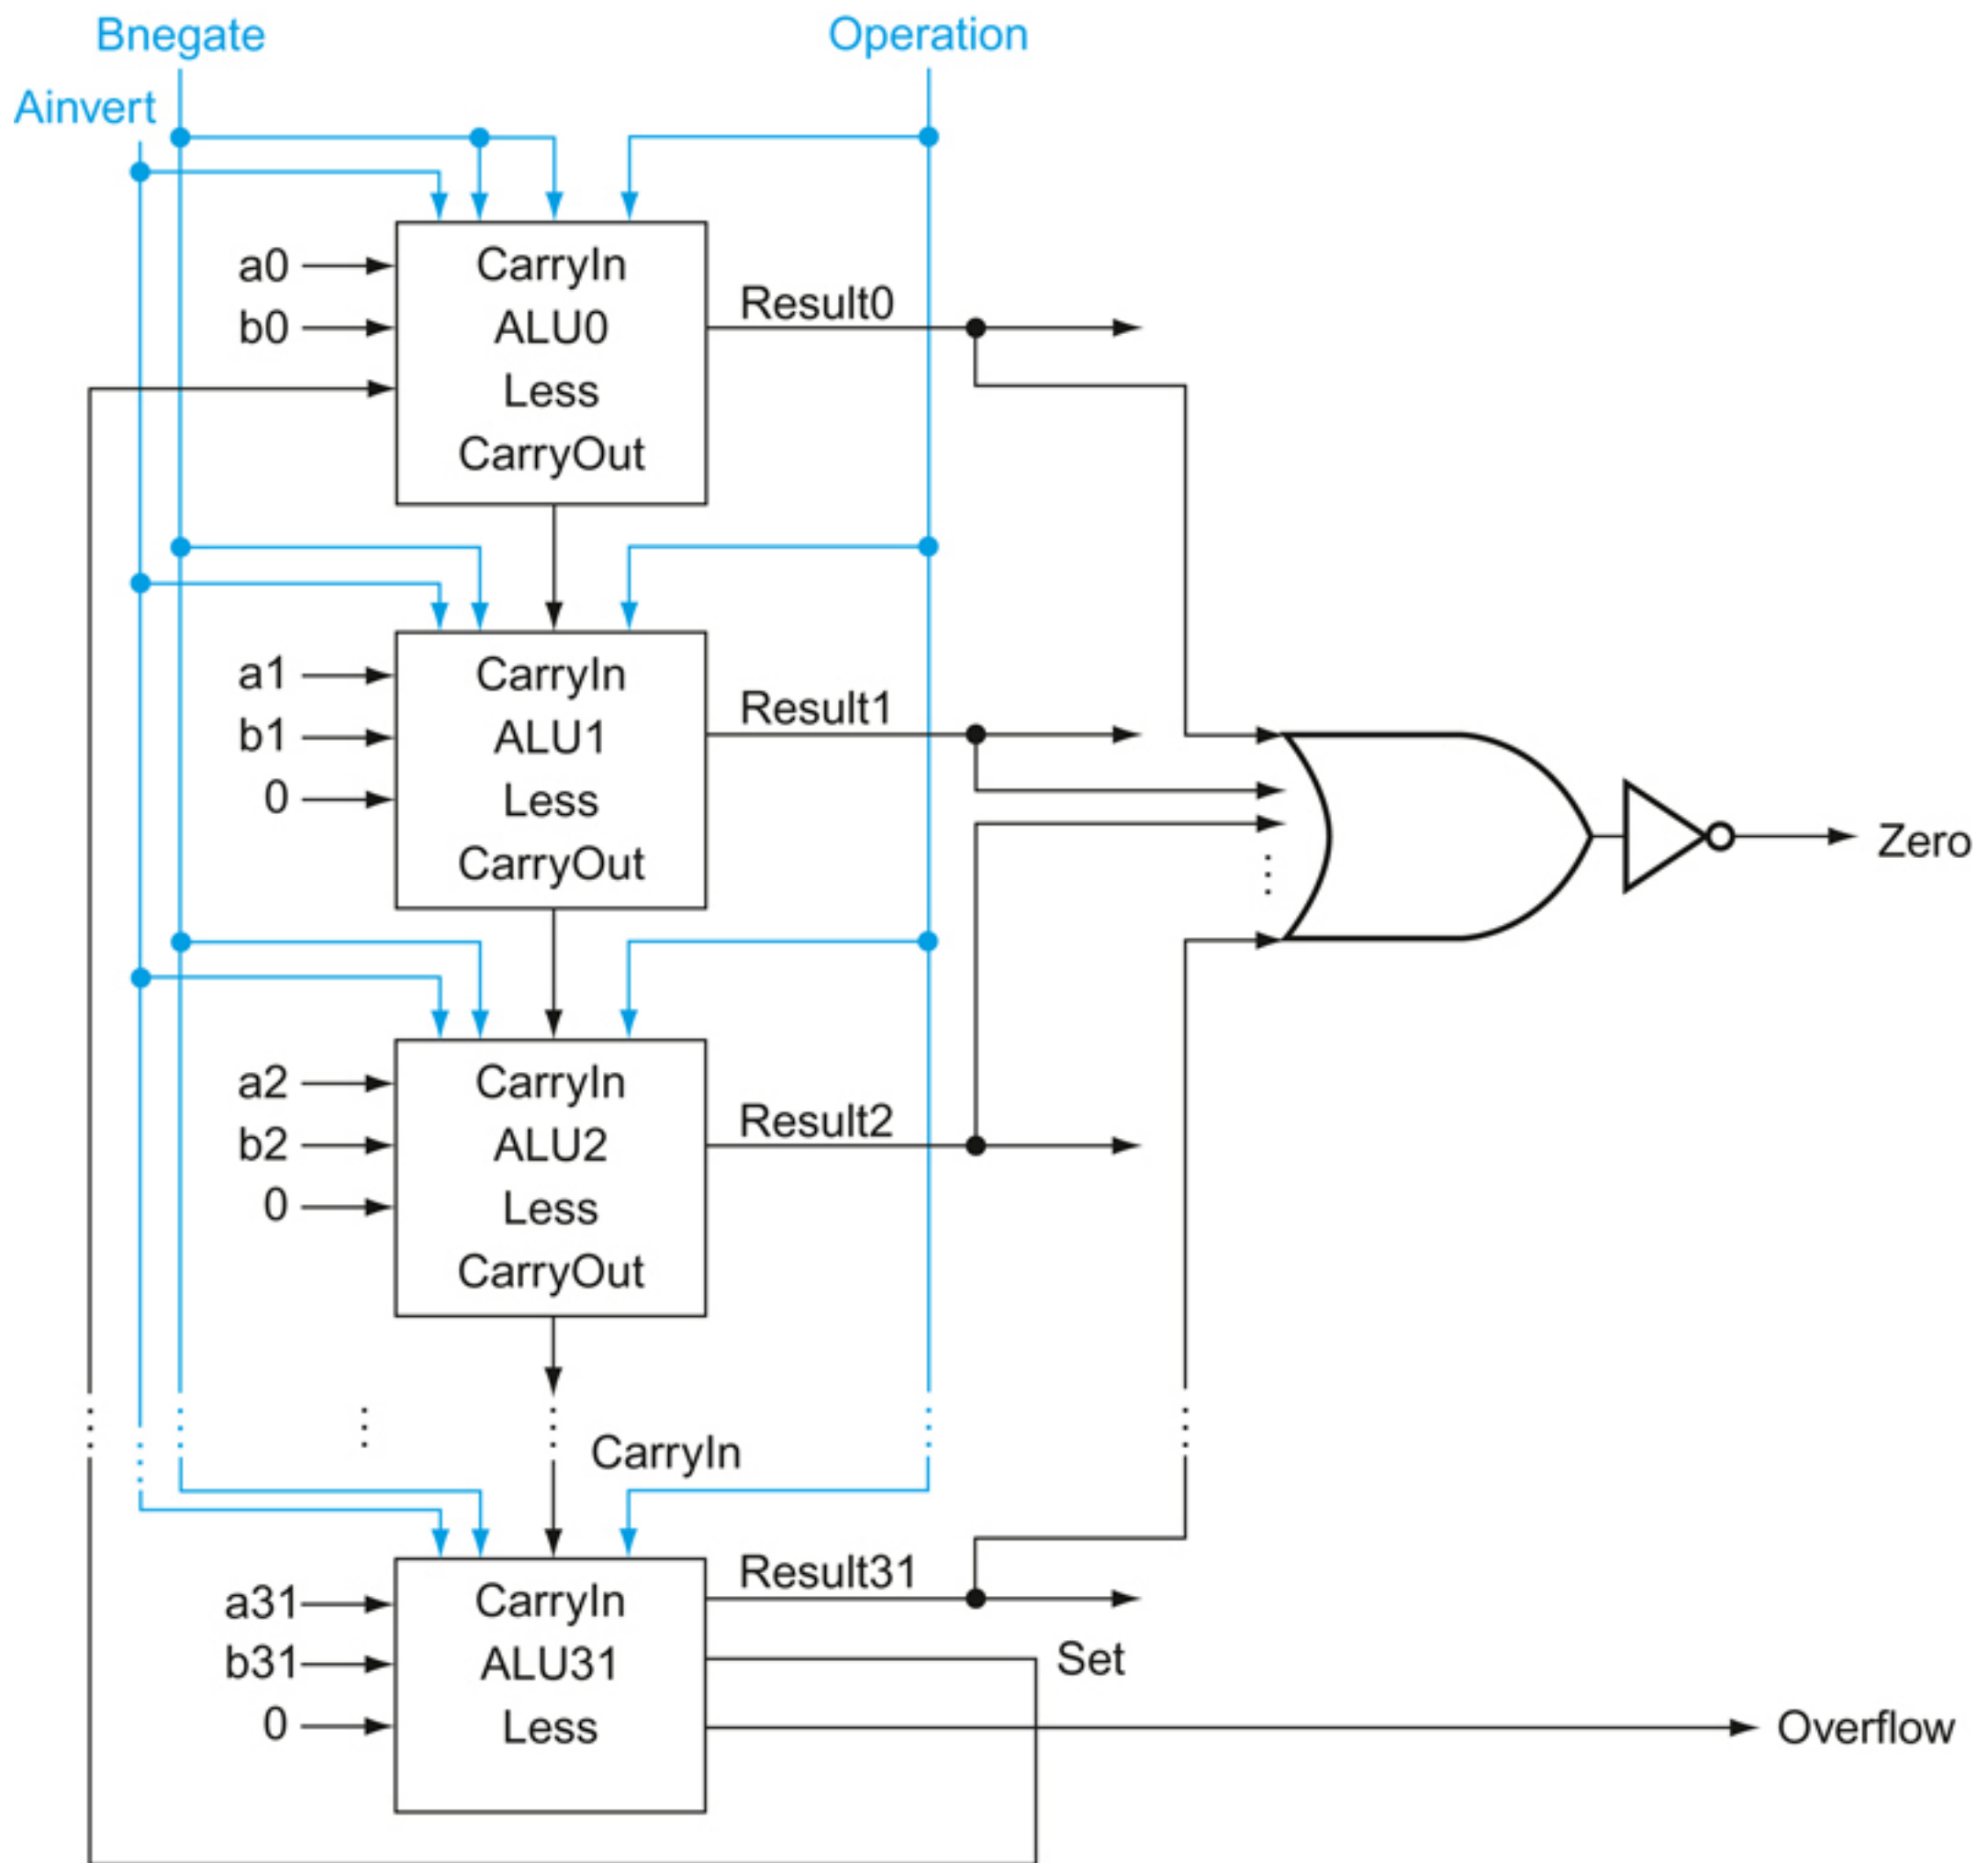 Bnegate
Operation
Ainvert
a0
CarryIn
b0
ALU0
Result0
Less
CarryOut
a1
CarryIn
b1
ALU1
Result1
0
Less
CarryOut
Zero
a2
CarryIn
b2
ALU2
Result2
0
Less
CarryOut
CarryIn
a31
CarryIn
Result31
b31
ALU31
Set
0
Less
Overflow